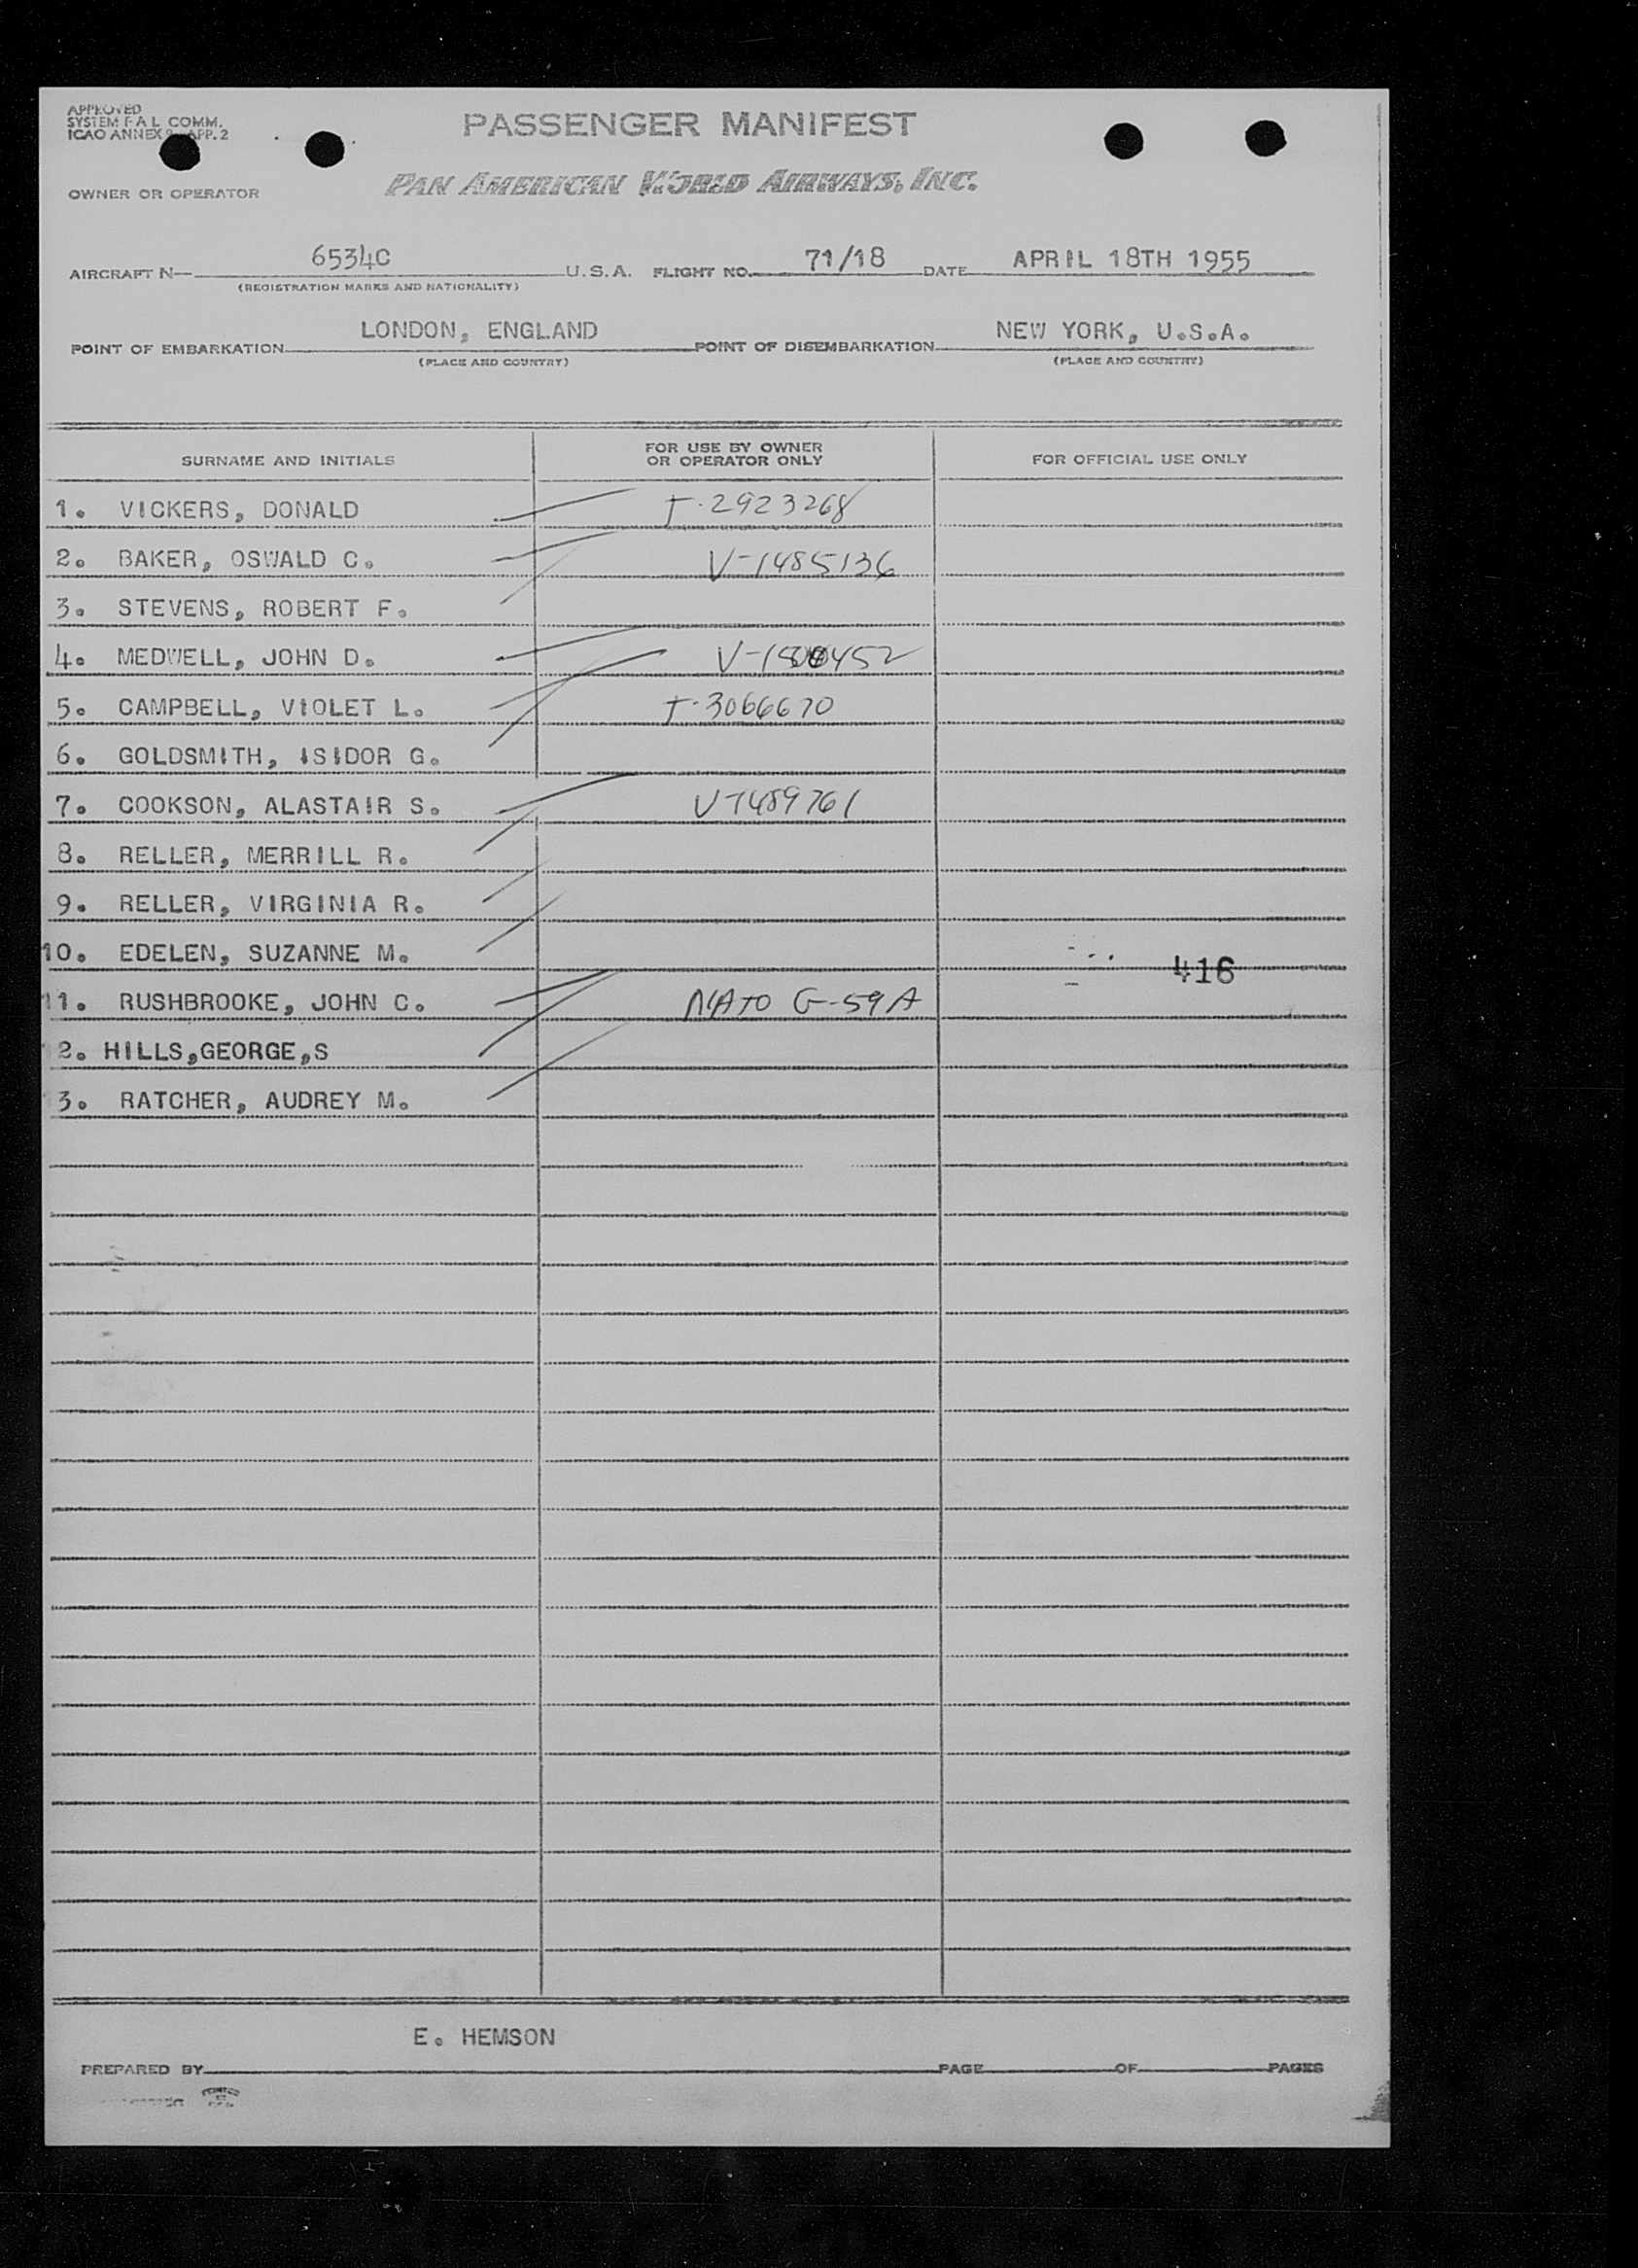 APPROVED
SYSTEM F A L COMM.
ICAO ANNEX 9 APP. 2
PASSENGER MANIFEST
OWNER OR OPERATOR PAN AMERICAN WORLD AIRWAYS, INC.
AIRCRAFT N— 6534C U.S.A. FLIGHT NO. 71/18 DATE APRIL 18TH 1955
(REGISTRATION MARKS AND NATIONALITY)
POINT OF EMBARKATION LONDON, ENGLAND POINT OF DISEMBARKATION NEW YORK, U.S.A.
(PLACE AND COUNTRY) (PLACE AND COUNTRY)
SURNAME AND INITIALS FOR USE BY OWNER OR OPERATOR ONLY FOR OFFICIAL USE ONLY
1. VICKERS, DONALD T-2923268
2. BAKER, OSWALD C. V-1485136
3. STEVENS, ROBERT F.
4. MEDWELL, JOHN D.
5. CAMPBELL, VIOLET L. T-3066670
6. GOLDSMITH, ISIDOR G.
7. COOKSON, ALASTAIR S. V-1489761
8. RELLER, MERRILL R.
9. RELLER, VIRGINIA R.
10. EDELEN, SUZANNE M. 416
11. RUSHBROOKE, JOHN C. NATO G-59A
2. HILLS,GEORGE,S
3. RATCHER, AUDREY M.
E. HEMSON
PREPARED BY PAGE OF PAGES